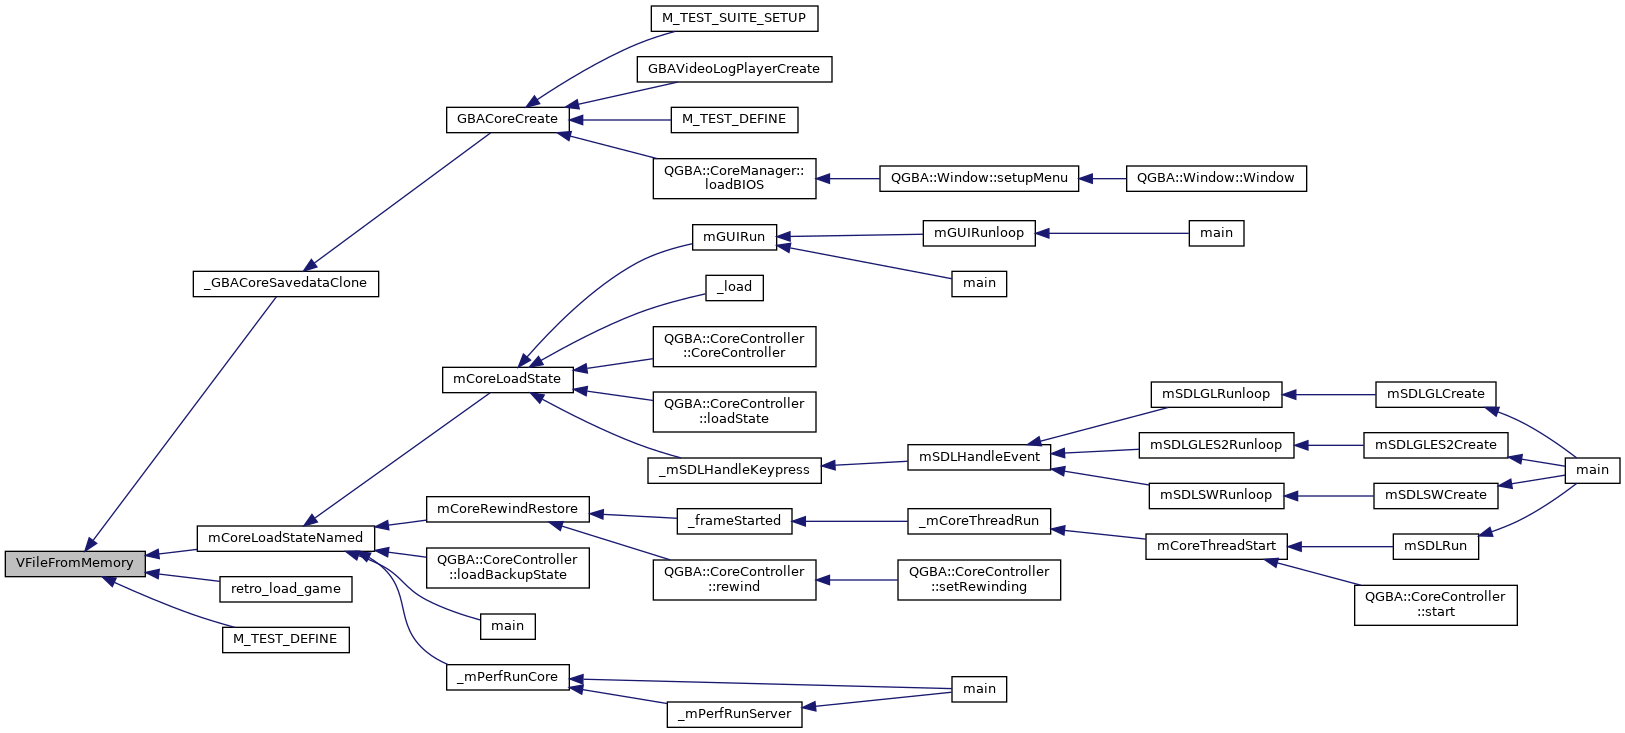 M_TEST_SUITE_SETUP
GBAVideoLogPlayerCreate
GBACoreCreate
M_TEST_DEFINE
QGBA::CoreManager::
loadBIOS
QGBA::Window::setupMenu
QGBA::Window::Window
mGUIRun
mGUIRunloop
main
main
_GBACoreSavedataClone
_load
QGBA::CoreController
::CoreController
mCoreLoadState
QGBA::CoreController
::loadState
mSDLGLRunloop
mSDLGLCreate
mSDLGLES2Runloop
mSDLGLES2Create
_mSDLHandleKeypress
mSDLHandleEvent
main
mSDLSWRunloop
mSDLSWCreate
mCoreRewindRestore
_frameStarted
_mCoreThreadRun
mCoreLoadStateNamed
mCoreThreadStart
mSDLRun
VFileFromMemory
QGBA::CoreController
::loadBackupState
QGBA::CoreController
::rewind
QGBA::CoreController
::setRewinding
retro_load_game
QGBA::CoreController
::start
main
M_TEST_DEFINE
_mPerfRunCore
main
_mPerfRunServer